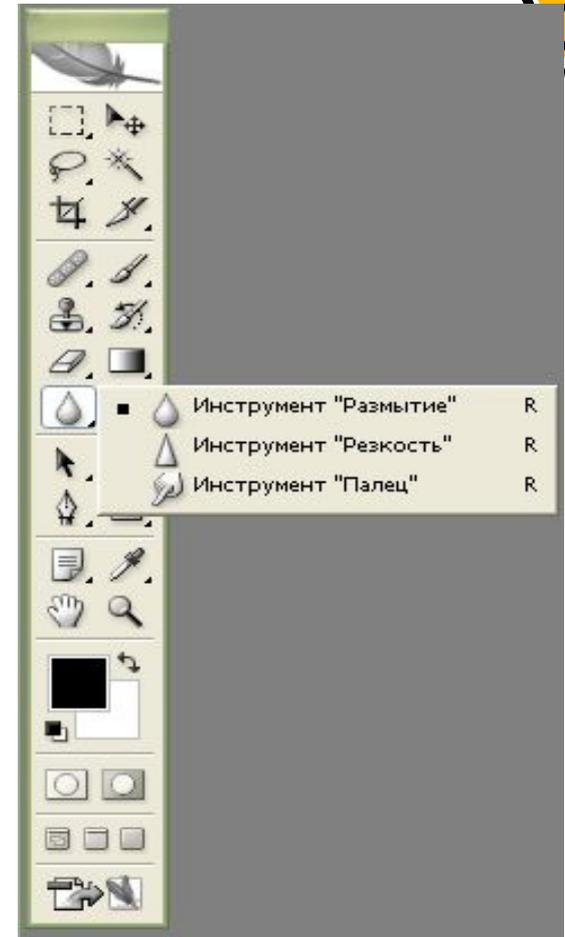 Инструмент "Размытие" R
Инструмент "Резкость" R
Инструмент "Палец" R